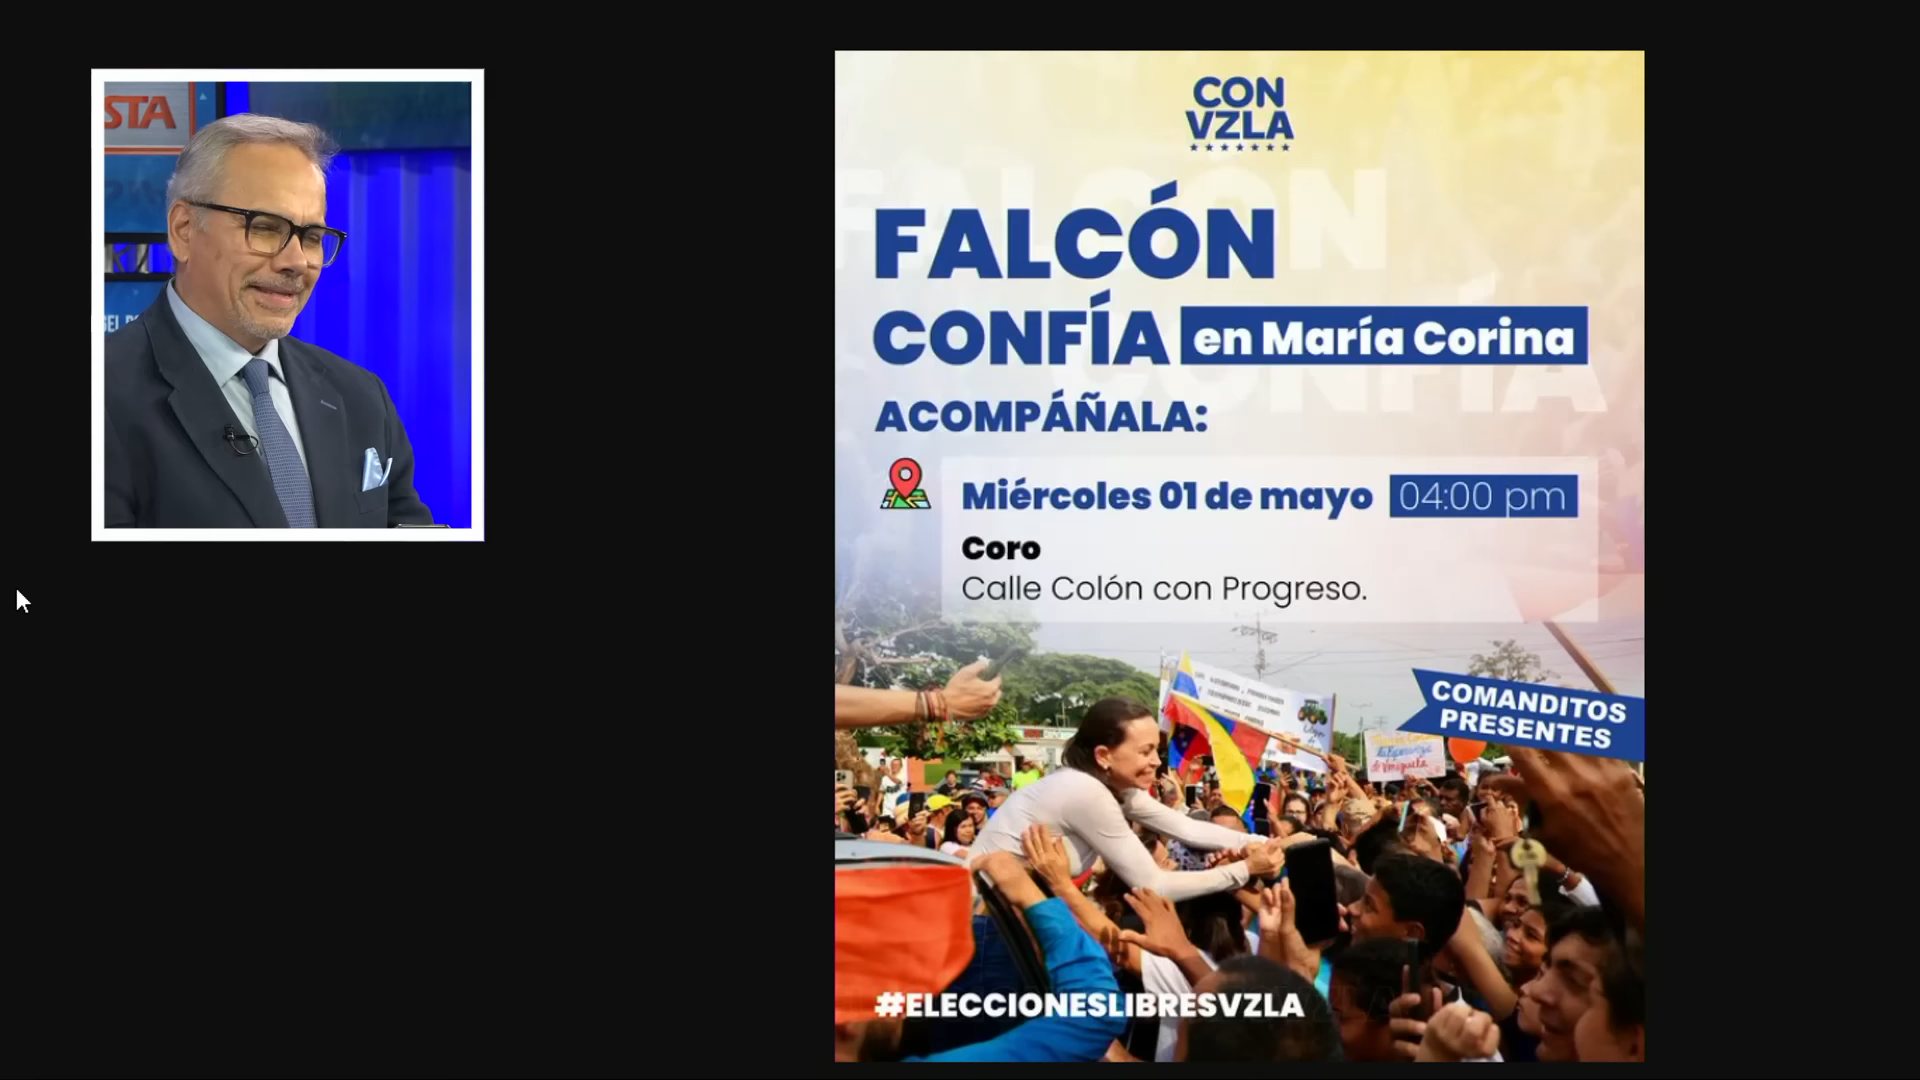 STA
CON
VZLA
FALCÓN
CONFÍA en María Corina
ACOMPÁÑALA:
Miércoles 01 de mayo 04:00 pm
Coro
Calle Colón con Progreso.
COMANDITOS
PRESENTES
#ELECCIONESLIBRESVZLA